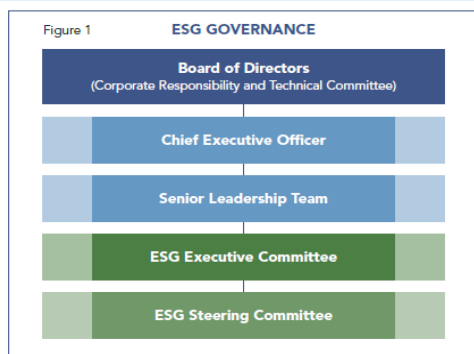 Figure 1
ESG GOVERNANCE
Board of Directors
(Corporate Responsibility and Technical Committee)
Chief Executive Officer
Senior Leadership Team
ESG Executive Committee
ESG Steering Committee